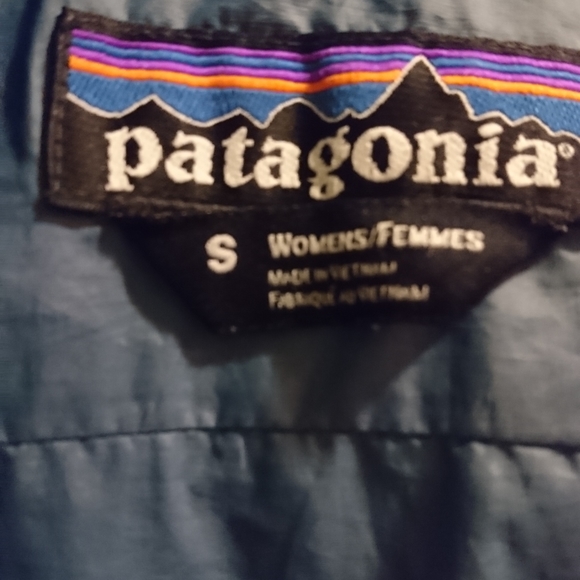 patagonia®
S WOMENS/FEMMES
MADE IN VIETNAM
FABRIQUÉ AU VIETNAM